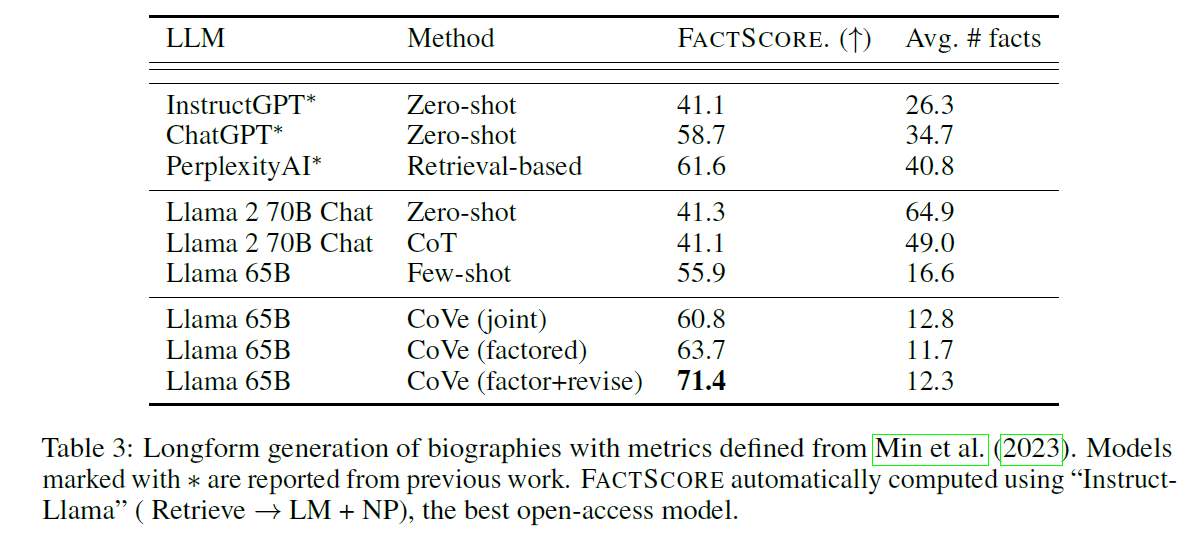 LLM Method FACTSCORE. (↑) Avg. # facts
InstructGPT* Zero-shot 41.1 26.3
ChatGPT* Zero-shot 58.7 34.7
PerplexityAI* Retrieval-based 61.6 40.8
Llama 2 70B Chat Zero-shot 41.3 64.9
Llama 2 70B Chat CoT 41.1 49.0
Llama 65B Few-shot 55.9 16.6
Llama 65B CoVe (joint) 60.8 12.8
Llama 65B CoVe (factored) 63.7 11.7
Llama 65B CoVe (factor+revise) 71.4 12.3
Table 3: Longform generation of biographies with metrics defined from Min et al. (2023). Models
marked with * are reported from previous work. FACTSCORE automatically computed using “Instruct-
Llama” ( Retrieve → LM + NP), the best open-access model.